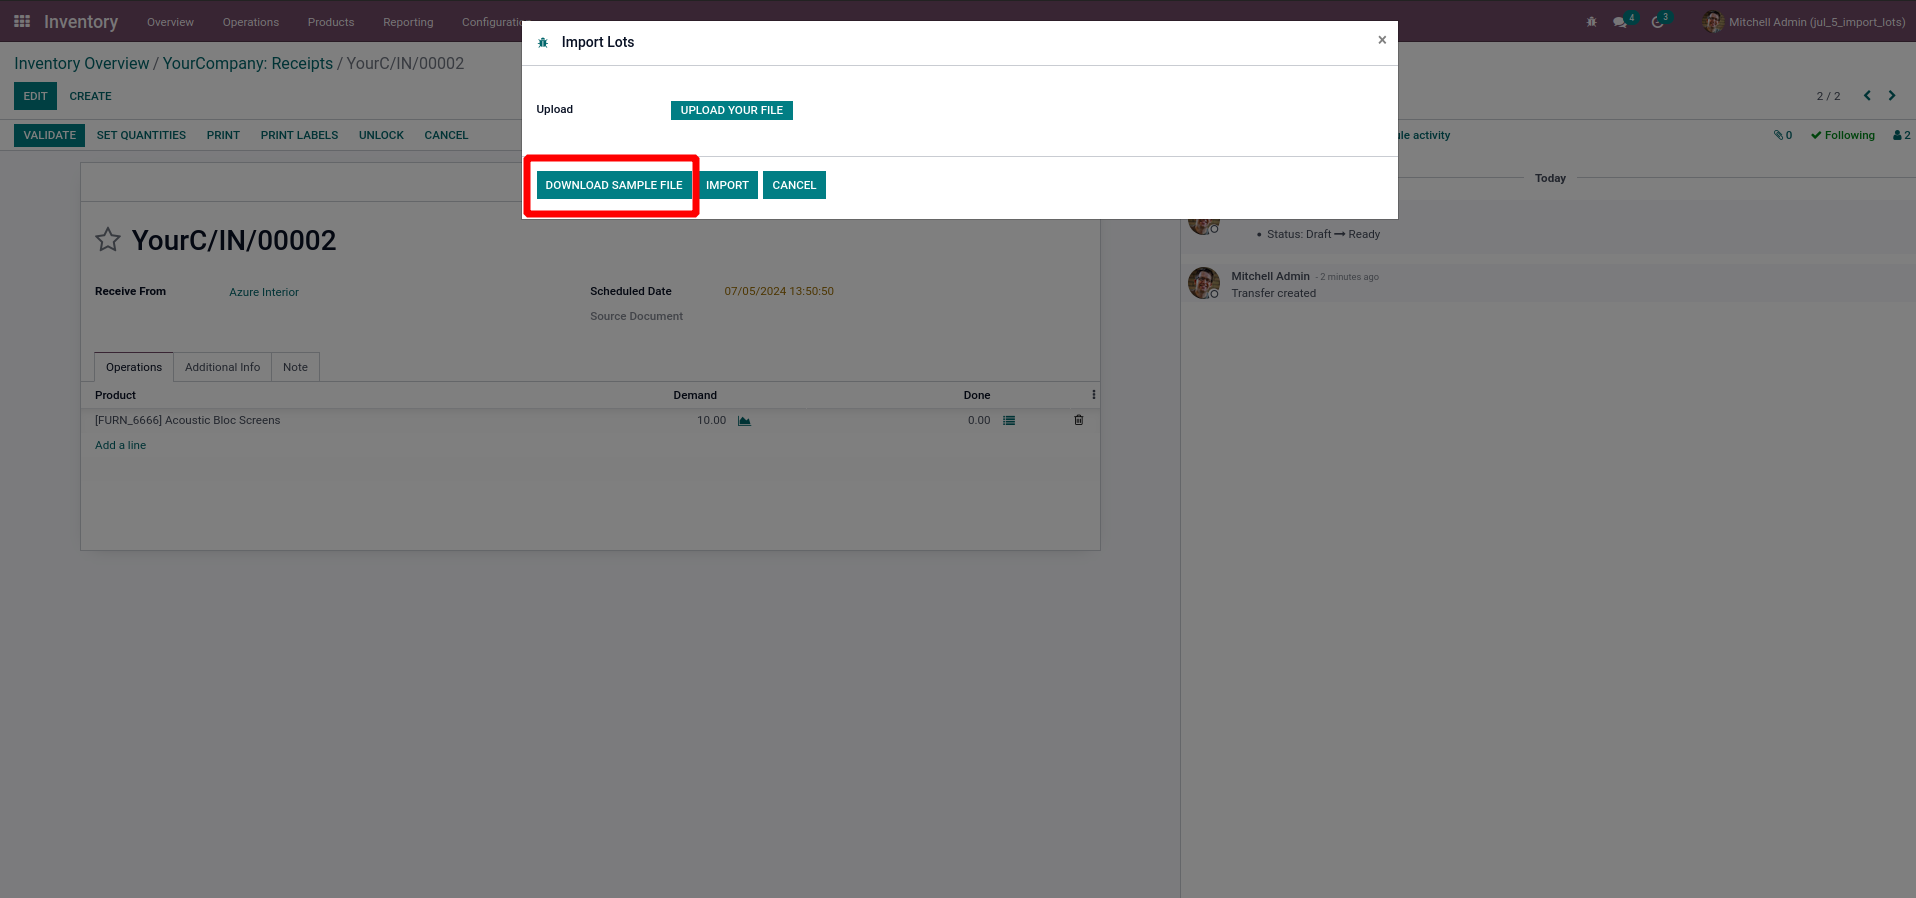 Inventory Overview Operations Products Reporting Configuratio 4 3 Mitchell Admin (jul_5_import_lots)
Import Lots ×
Inventory Overview / YourCompany: Receipts / YourC/IN/00002
EDIT CREATE 2 / 2
Upload UPLOAD YOUR FILE
VALIDATE SET QUANTITIES PRINT PRINT LABELS UNLOCK CANCEL ule activity 0 Following 2
DOWNLOAD SAMPLE FILE IMPORT CANCEL
Today
YourC/IN/00002
• Status: Draft → Ready
Mitchell Admin - 2 minutes ago
Transfer created
Receive From Azure Interior Scheduled Date 07/05/2024 13:50:50
Source Document
Operations Additional Info Note
Product Demand Done
[FURN_6666] Acoustic Bloc Screens 10.00 0.00
Add a line